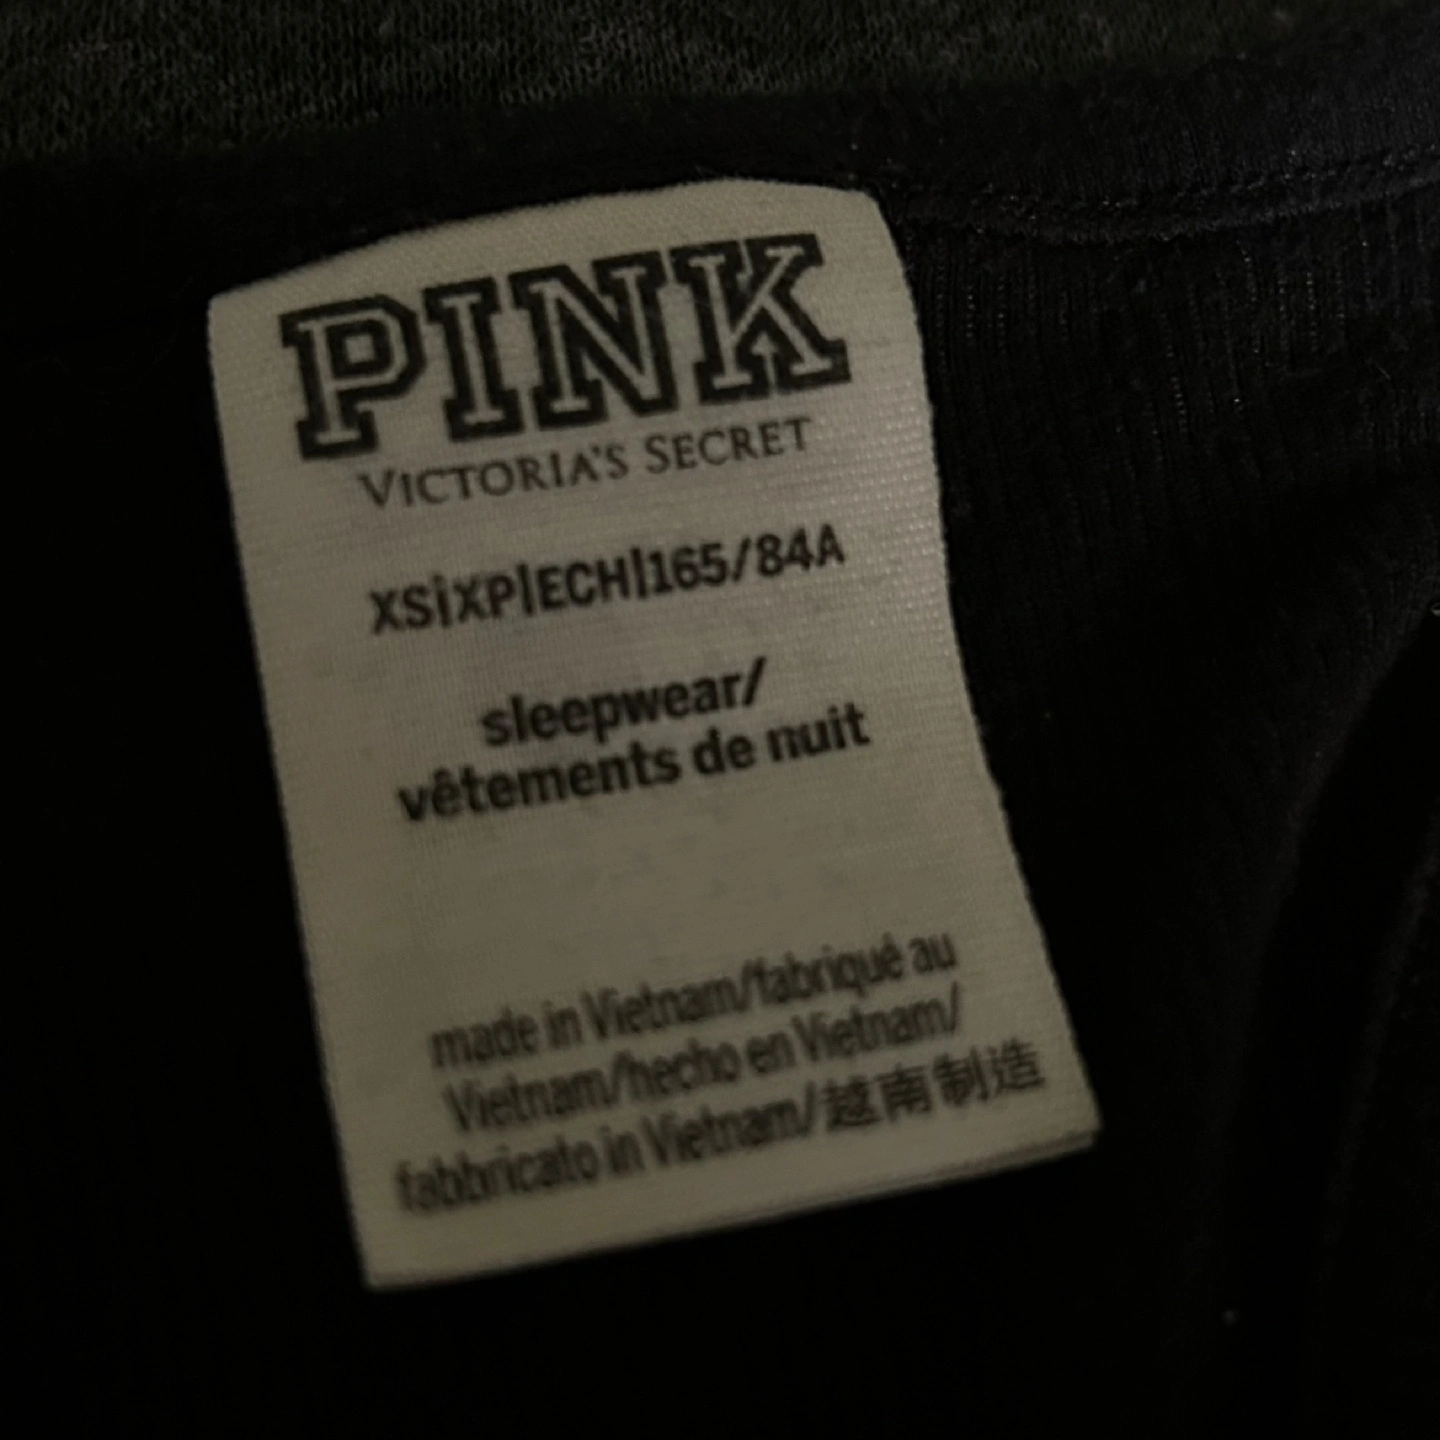 PINK
VICTORIA'S SECRET
XS|XP|ECH|165/84A
sleepwear/
vêtements de nuit
made in Vietnam/fabriqué au
Vietnam/hecho en Vietnam/
fabbricato in Vietnam/越南制造